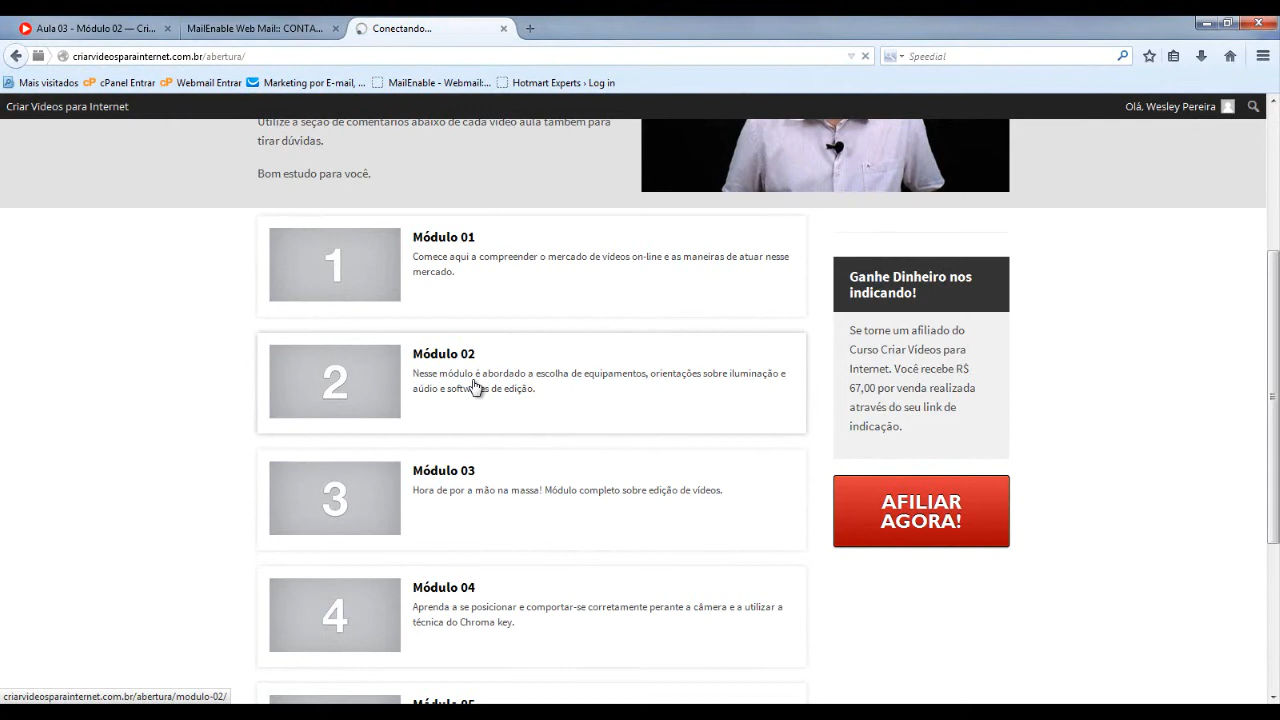 Aula 03 - Módulo 02 — Cri...
MailEnable Web Mail:: CONTA...
Conectando...
criarvideosparainternet.com.br/abertura/
Speedial
Mais visitados
cPanel Entrar
Webmail Entrar
Marketing por E-mail, ...
MailEnable - Webmail:...
Hotmart Experts › Log in
Criar Vídeos para Internet
Olá, Wesley Pereira
Utilize a seção de comentários abaixo de cada vídeo aula também para
tirar dúvidas.
Bom estudo para você.
1
Módulo 01
Comece aqui a compreender o mercado de vídeos on-line e as maneiras de atuar nesse
mercado.
2
Módulo 02
Nesse módulo é abordado a escolha de equipamentos, orientações sobre iluminação e
aúdio e softwares de edição.
3
Módulo 03
Hora de por a mão na massa! Módulo completo sobre edição de vídeos.
4
Módulo 04
Aprenda a se posicionar e comportar-se corretamente perante a câmera e a utilizar a
técnica do Chroma key.
Módulo 05
Ganhe Dinheiro nos
indicando!
Se torne um afiliado do
Curso Criar Vídeos para
Internet. Você recebe R$
67,00 por venda realizada
através do seu link de
indicação.
AFILIAR
AGORA!
criarvideosparainternet.com.br/abertura/modulo-02/